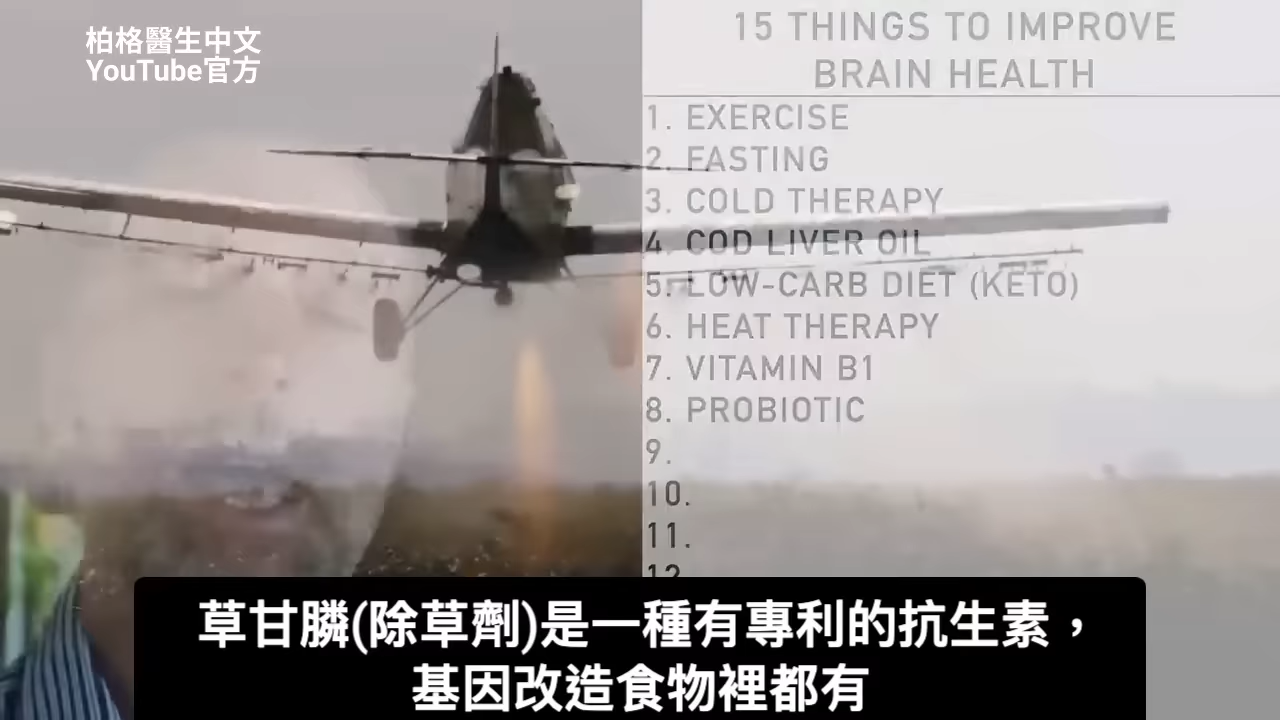 柏格醫生中文
YouTube官方
15 THINGS TO IMPROVE
BRAIN HEALTH
1. EXERCISE
2. FASTING
3. COLD THERAPY
4. COD LIVER OIL
5. LOW-CARB DIET (KETO)
6. HEAT THERAPY
7. VITAMIN B1
8. PROBIOTIC
9.
10.
11.
12
草甘膦(除草劑)是一種有專利的抗生素，
基因改造食物裡都有